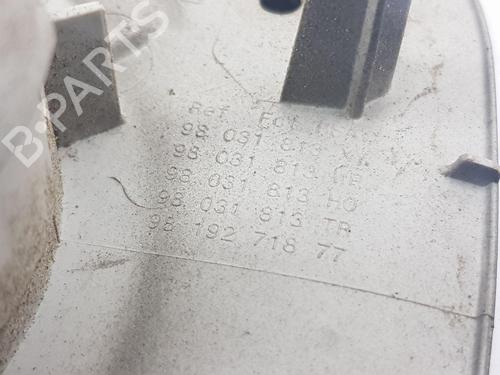 B-PARTS
Ref
98 031 813
98 031 813
98 031 813 HO
98 031 813 TR
98 192 718 77